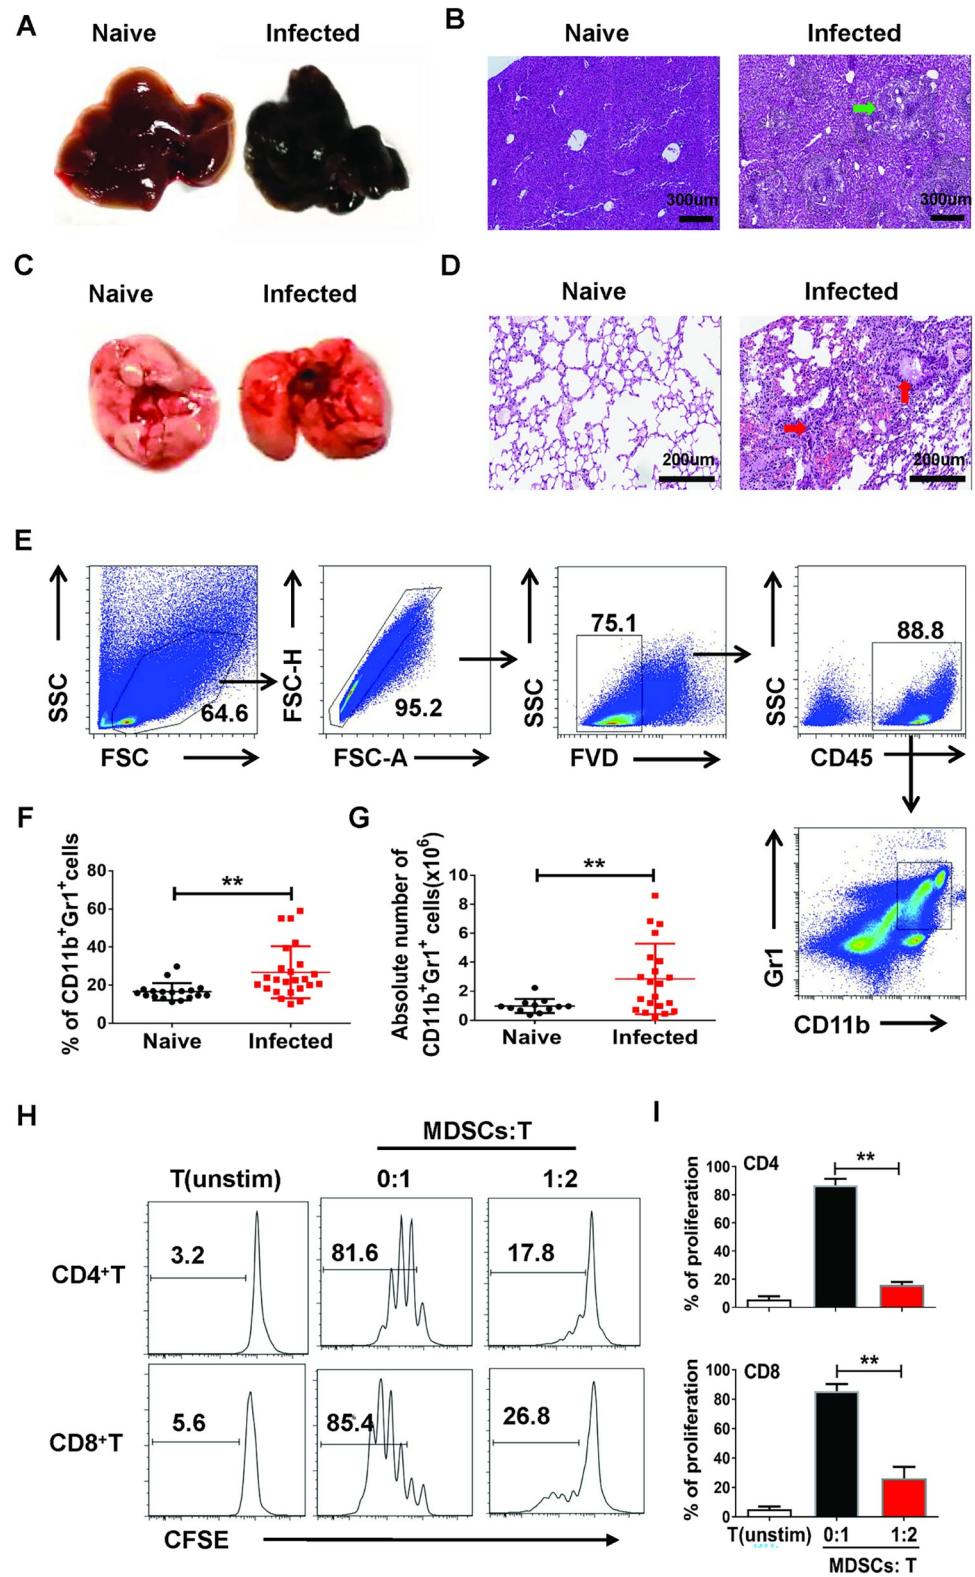 A
Naive
Infected
B
Naive
Infected
300um
300um
C
Naive
Infected
D
Naive
Infected
200um
200um
E
SSC
64.6
FSC
FSC-H
95.2
FSC-A
SSC
75.1
FVD
SSC
88.8
CD45
Gr1
CD11b
F
% of CD11b⁺Gr1⁺cells
80
60
40
20
0
**
Naive
Infected
G
Absolute number of
CD11b⁺Gr1⁺ cells(x10⁶)
10
8
6
4
2
0
**
Naive
Infected
H
MDSCs:T
T(unstim)
0:1
1:2
CD4⁺T
3.2
81.6
17.8
CD8⁺T
5.6
85.4
26.8
CFSE
I
CD4
% of proliferation
100
80
60
40
20
0
**
CD8
% of proliferation
100
80
60
40
20
0
**
T(unstim)
0:1
1:2
MDSCs: T